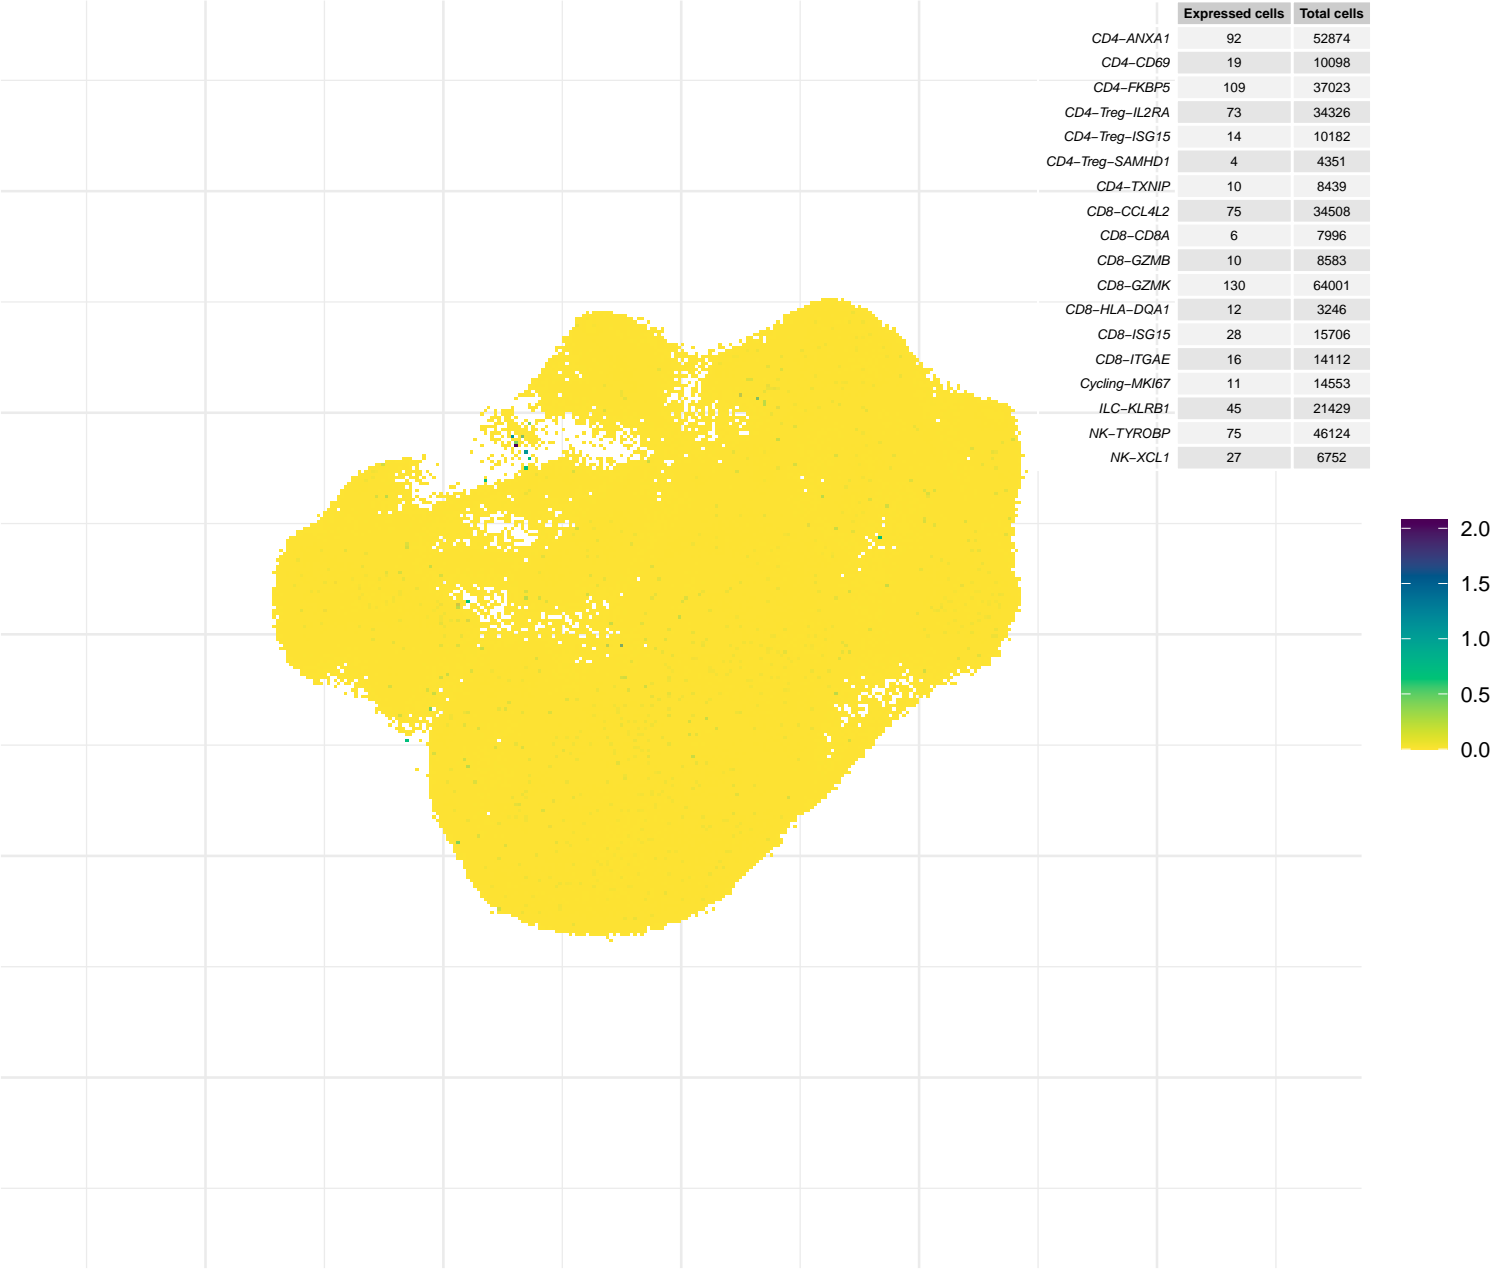 Expressed cells Total cells
CD4−ANXA1 92 52874
CD4−CD69 19 10098
CD4−FKBP5 109 37023
CD4−Treg−IL2RA 73 34326
CD4−Treg−ISG15 14 10182
CD4−Treg−SAMHD1 4 4351
CD4−TXNIP 10 8439
CD8−CCL4L2 75 34508
CD8−CD8A 6 7996
CD8−GZMB 10 8583
CD8−GZMK 130 64001
CD8−HLA−DQA1 12 3246
CD8−ISG15 28 15706
CD8−ITGAE 16 14112
Cycling−MKI67 11 14553
ILC−KLRB1 45 21429
NK−TYROBP 75 46124
NK−XCL1 27 6752
2.0
1.5
1.0
0.5
0.0